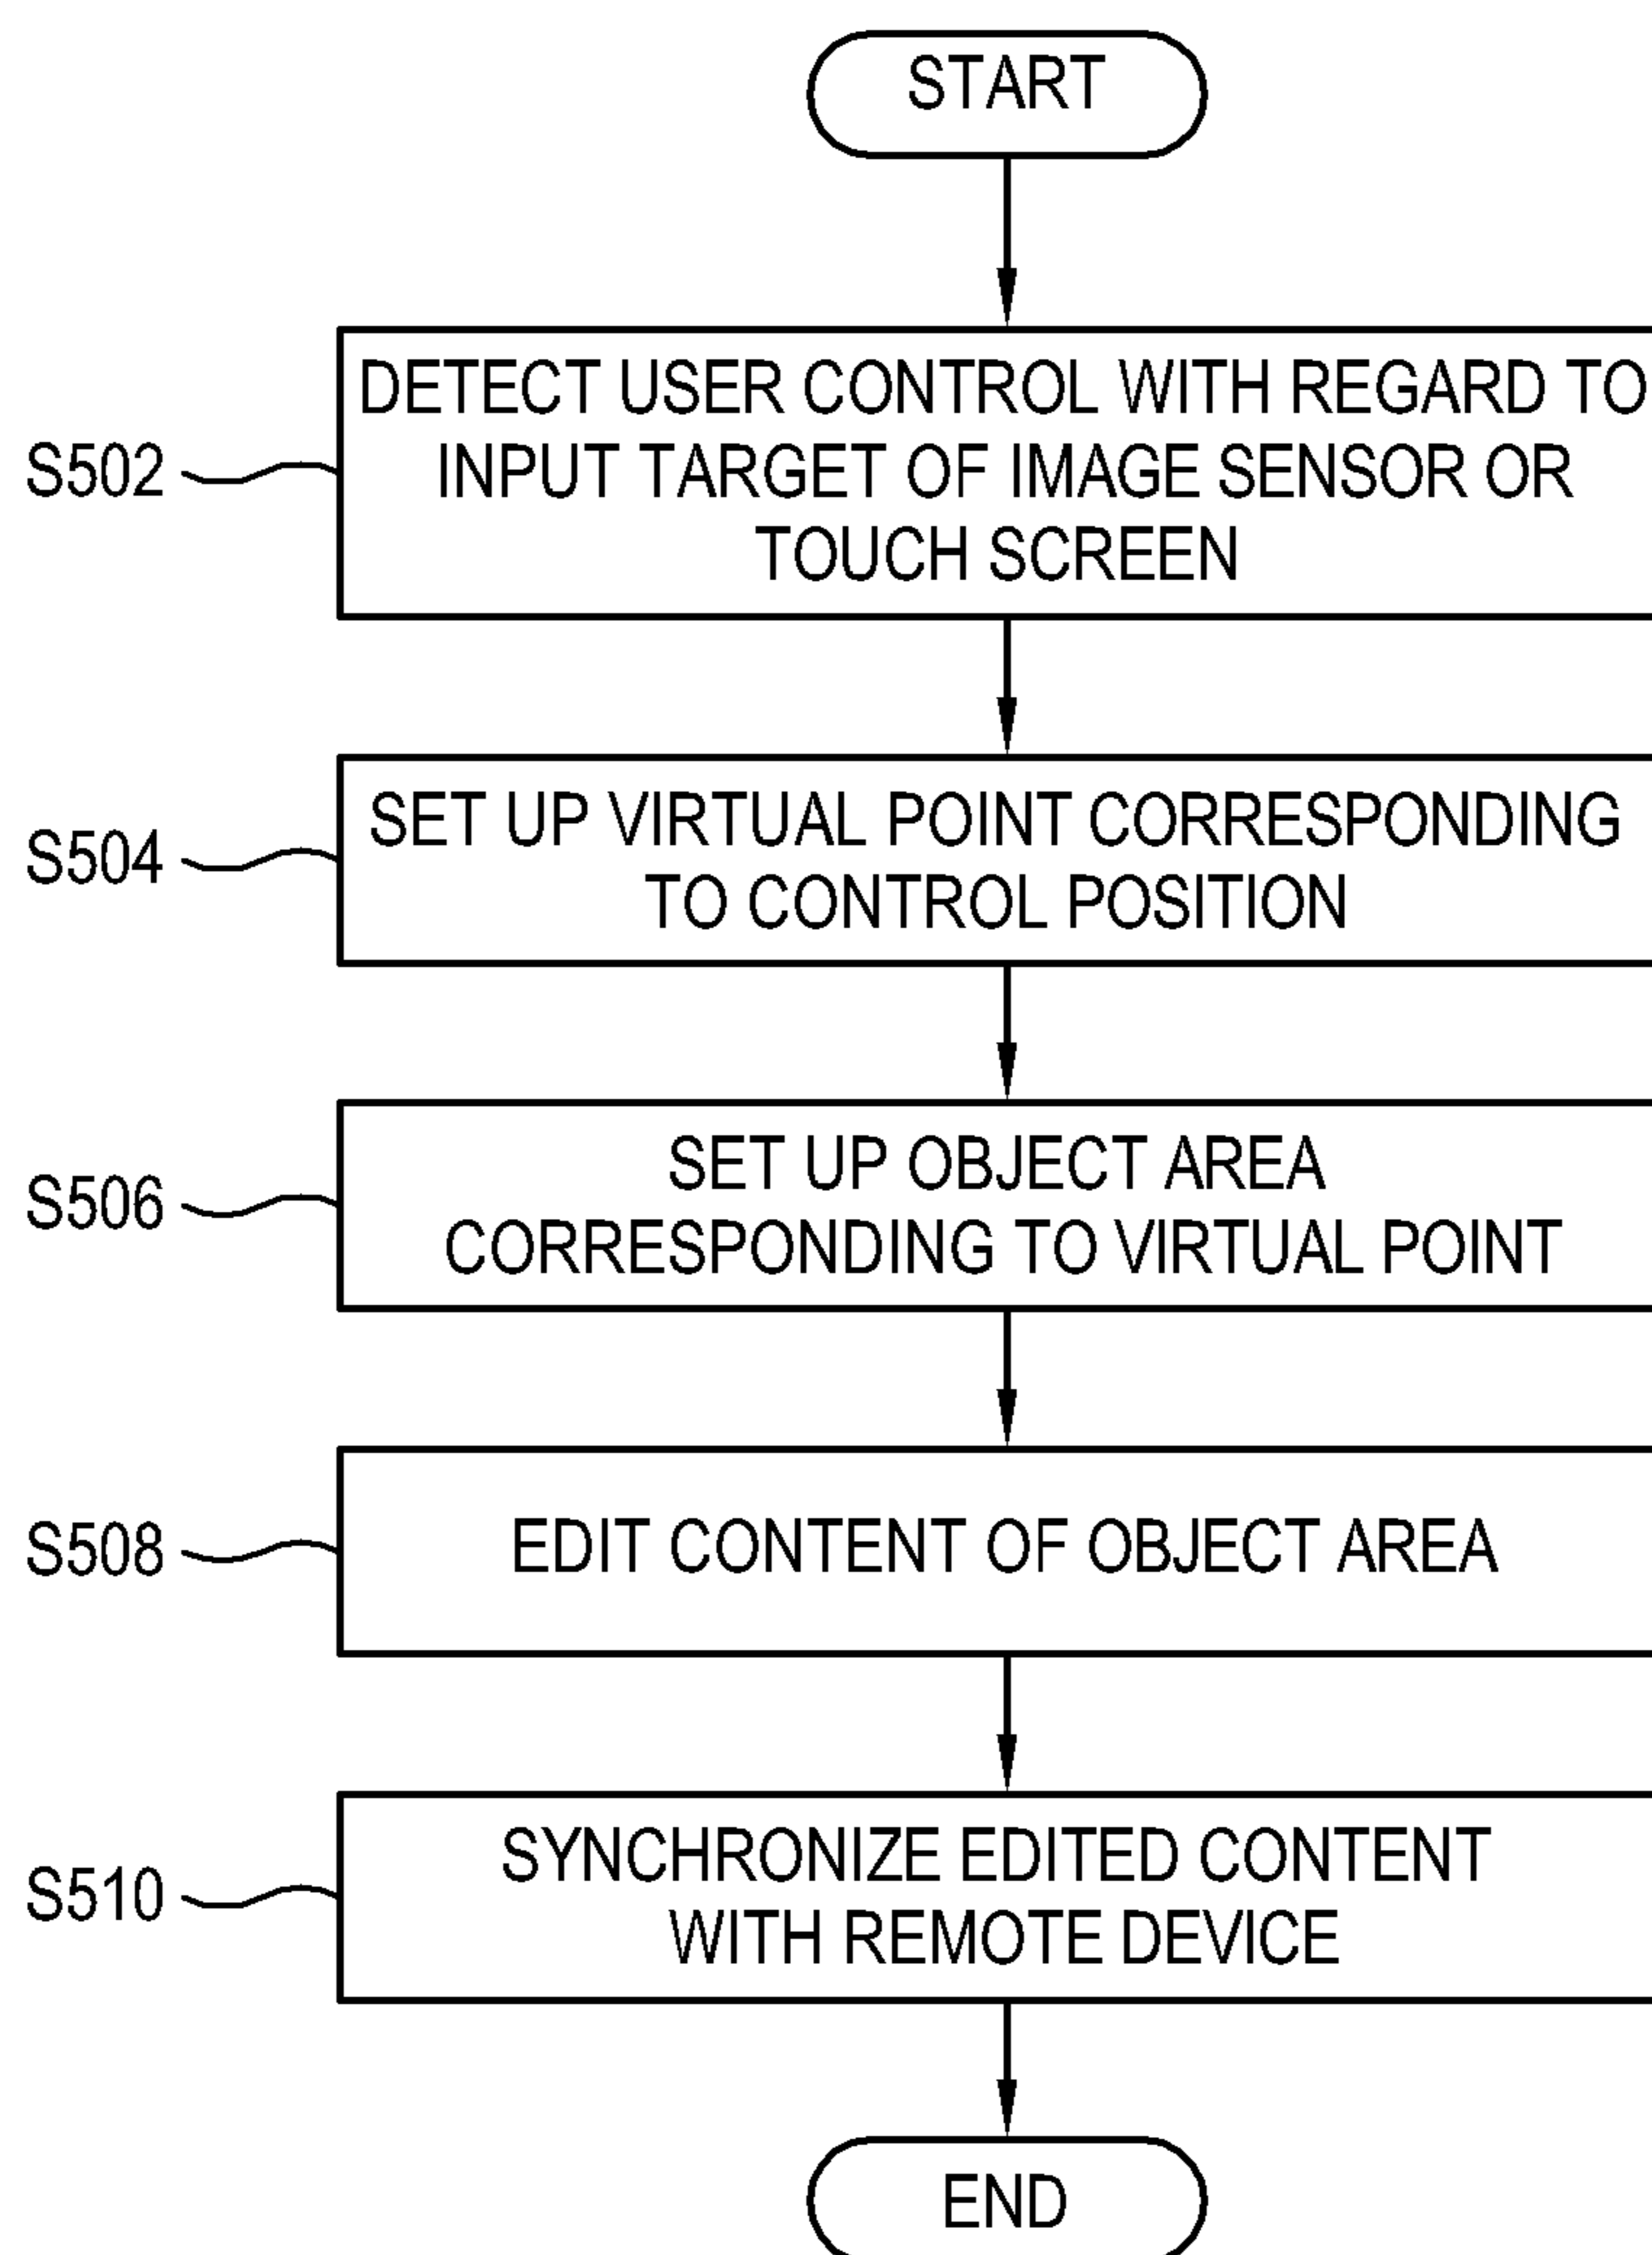 START
S502
DETECT USER CONTROL WITH REGARD TO
INPUT TARGET OF IMAGE SENSOR OR
TOUCH SCREEN
S504
SET UP VIRTUAL POINT CORRESPONDING
TO CONTROL POSITION
S506
SET UP OBJECT AREA
CORRESPONDING TO VIRTUAL POINT
S508
EDIT CONTENT OF OBJECT AREA
S510
SYNCHRONIZE EDITED CONTENT
WITH REMOTE DEVICE
END